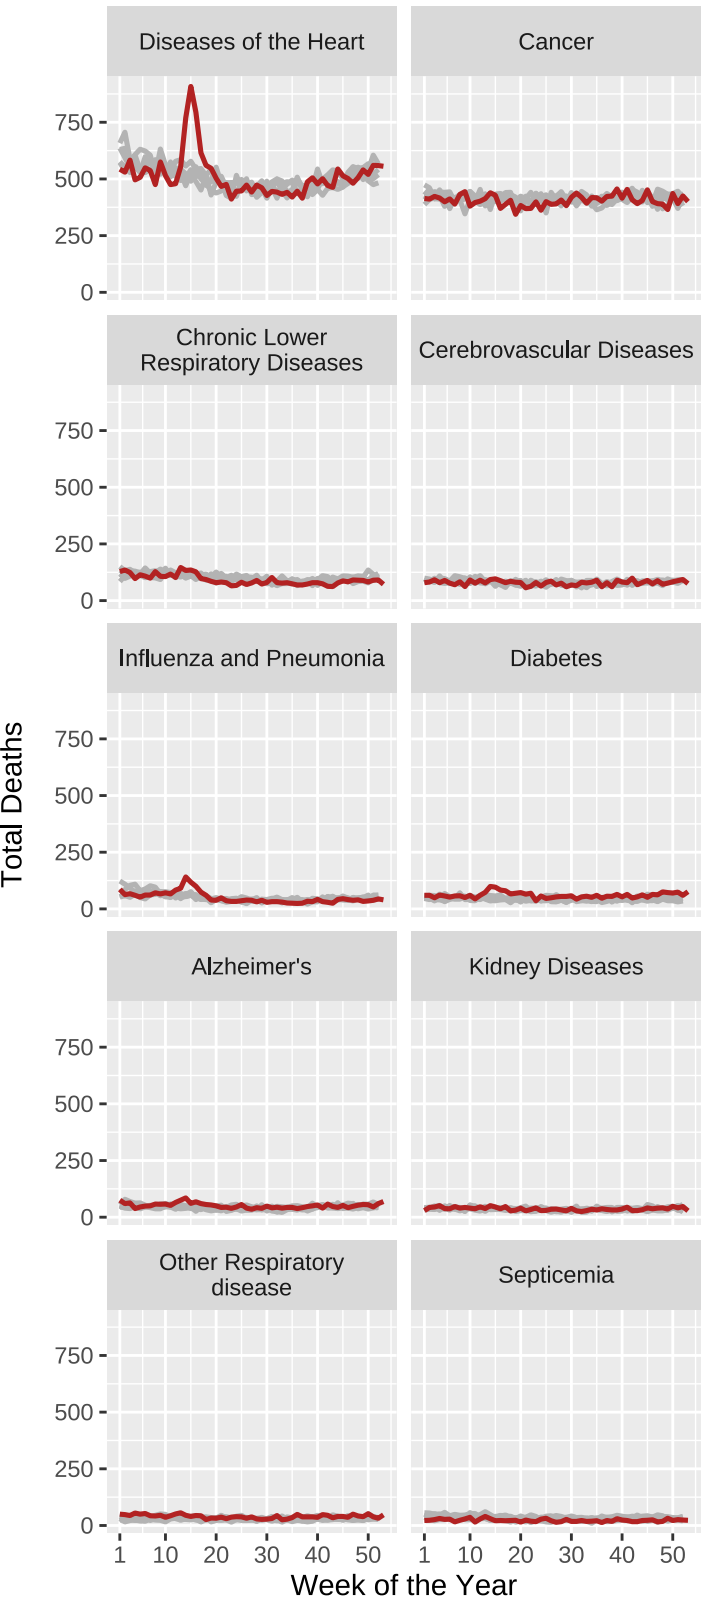 Diseases of the Heart
Cancer
750
500
250
0
Chronic Lower
Respiratory Diseases
Cerebrovascular Diseases
750
500
250
0
Influenza and Pneumonia
Diabetes
750
500
250
0
Alzheimer's
Kidney Diseases
750
500
250
0
Other Respiratory
disease
Septicemia
750
500
250
0
1 10 20 30 40 50
1 10 20 30 40 50
Week of the Year
Total Deaths